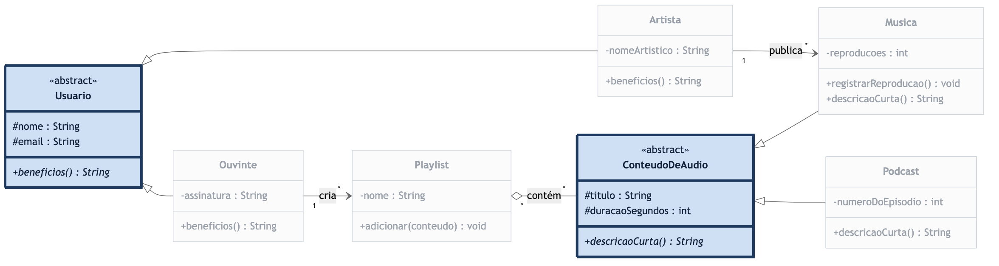 «abstract»
Usuario
#nome : String
#email : String
+beneficios() : String
Artista
-nomeArtistico : String
+beneficios() : String
1
publica
*
Musica
-reproducoes : int
+registrarReproducao() : void
+descricaoCurta() : String
Ouvinte
-assinatura : String
+beneficios() : String
1
cria
*
Playlist
-nome : String
+adicionar(conteudo) : void
*
contém
*
«abstract»
ConteudoDeAudio
#titulo : String
#duracaoSegundos : int
+descricaoCurta() : String
Podcast
-numeroDoEpisodio : int
+descricaoCurta() : String